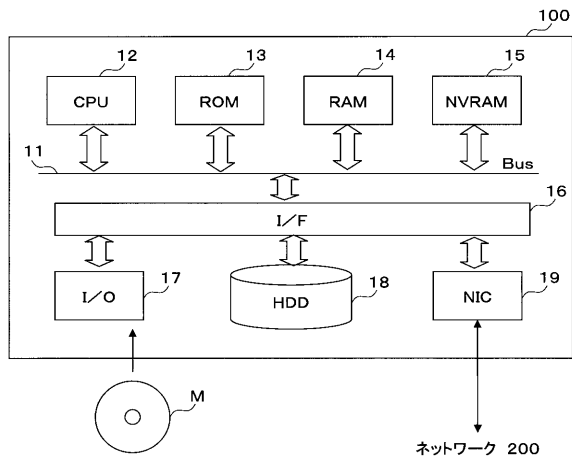 100
12
13
14
15
CPU
ROM
RAM
NVRAM
11
Bus
16
I/F
I/O
17
HDD
18
NIC
19
M
ネットワーク 200